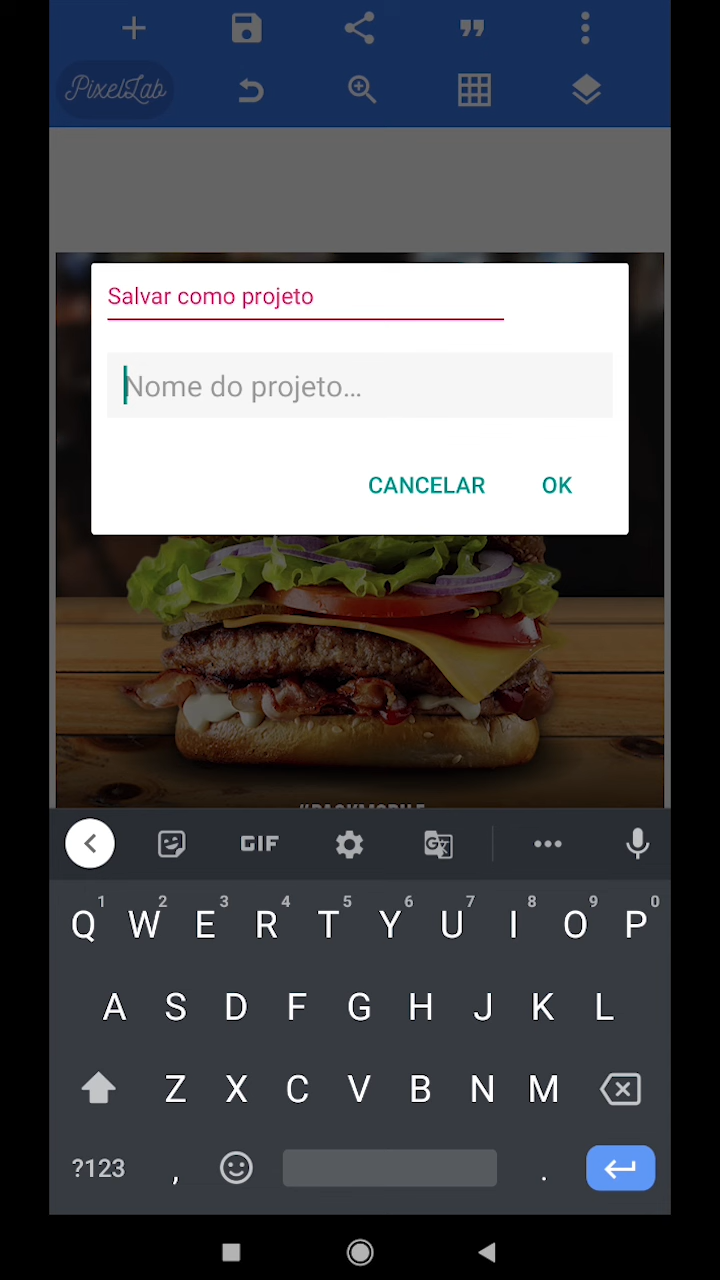 PixelLab
Salvar como projeto
Nome do projeto...
CANCELAR OK
GIF
1 2 3 4 5 6 7 8 9 0
Q W E R T Y U I O P
A S D F G H J K L
Z X C V B N M
?123 , .